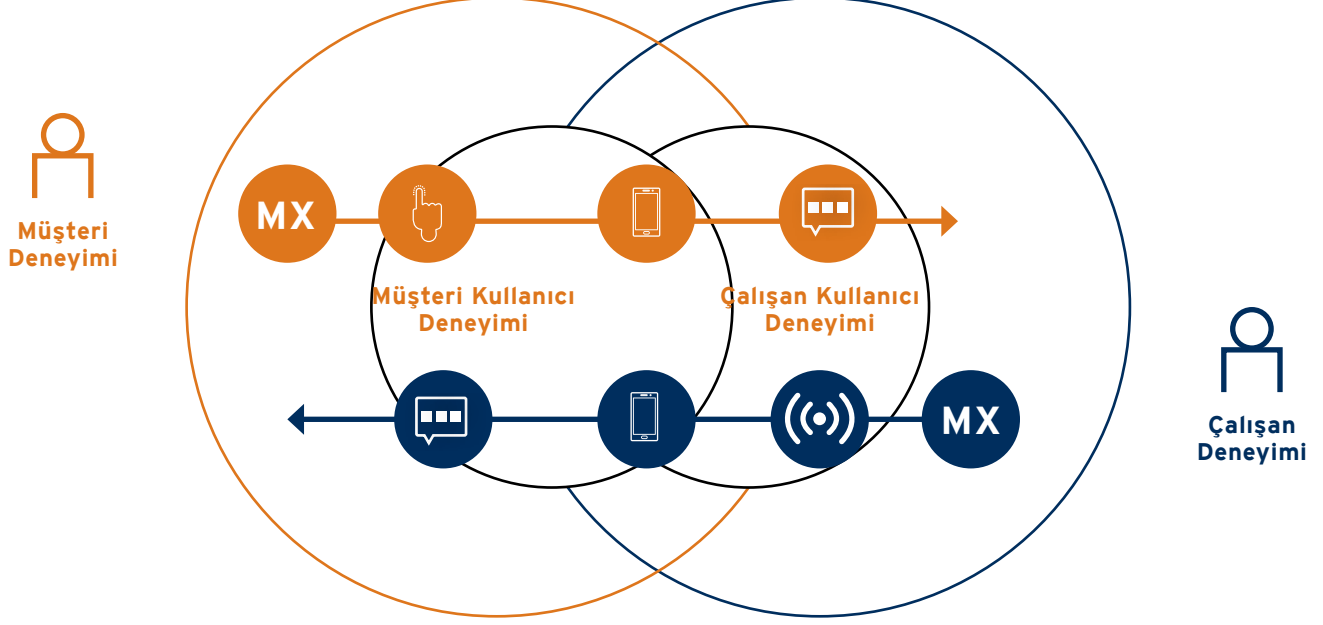 MX
Müşteri
Deneyimi
Müşteri Kullanıcı
Deneyimi
Çalışan Kullanıcı
Deneyimi
MX
Çalışan
Deneyimi